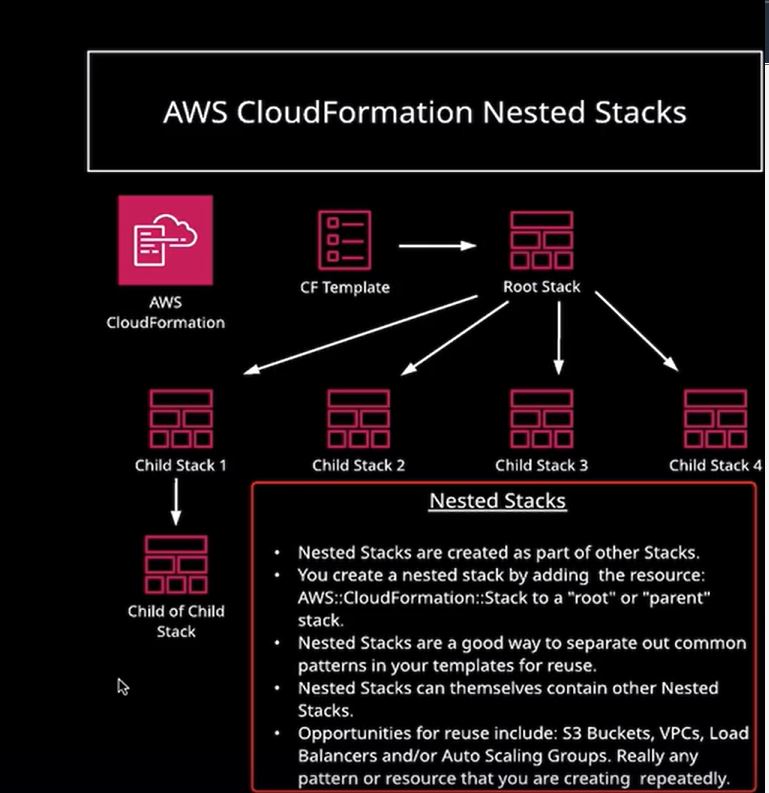 AWS CloudFormation Nested Stacks
AWS
CloudFormation
CF Template
Root Stack
Child Stack 1
Child Stack 2
Child Stack 3
Child Stack 4
Child of Child
Stack
Nested Stacks
• Nested Stacks are created as part of other Stacks.
• You create a nested stack by adding the resource:
AWS::CloudFormation::Stack to a "root" or "parent"
stack.
• Nested Stacks are a good way to separate out common
patterns in your templates for reuse.
• Nested Stacks can themselves contain other Nested
Stacks.
• Opportunities for reuse include: S3 Buckets, VPCs, Load
Balancers and/or Auto Scaling Groups. Really any
pattern or resource that you are creating repeatedly.